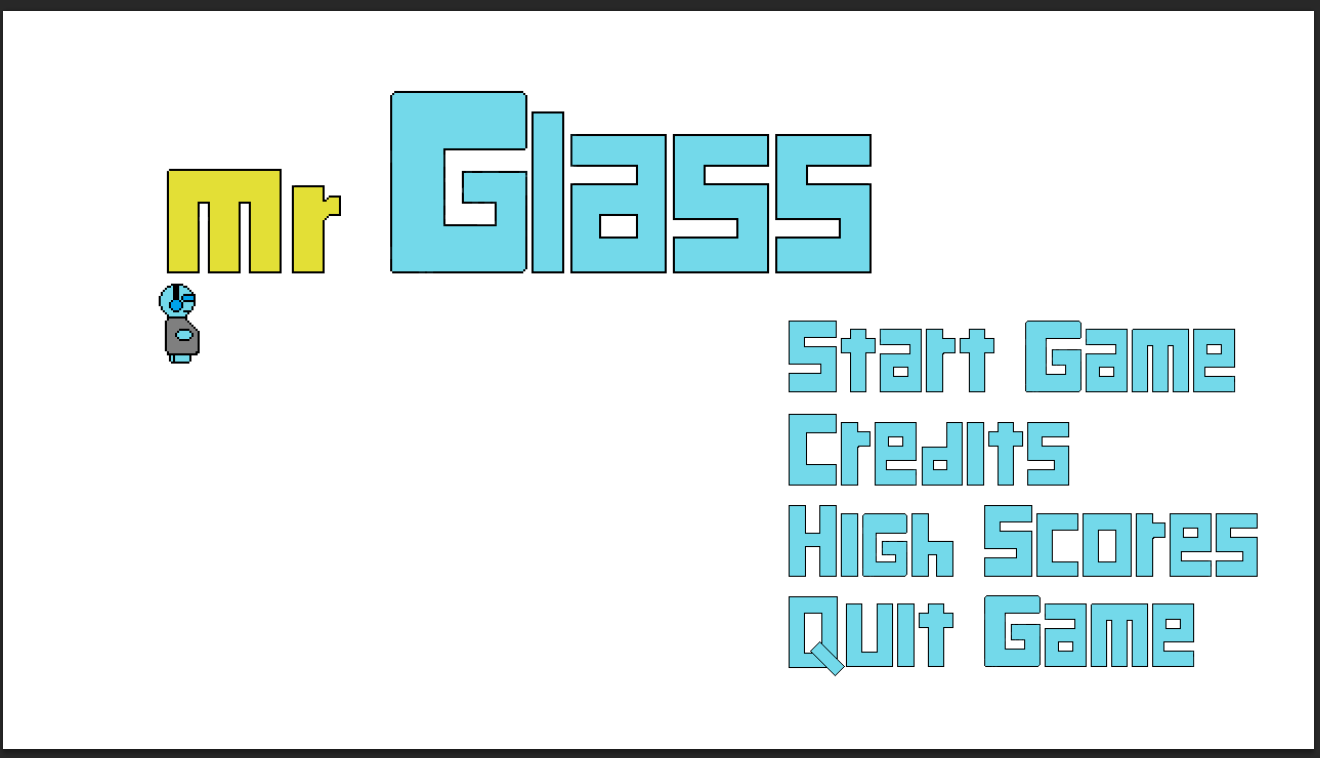 mr Glass
Start Game
Credits
High Scores
Quit Game